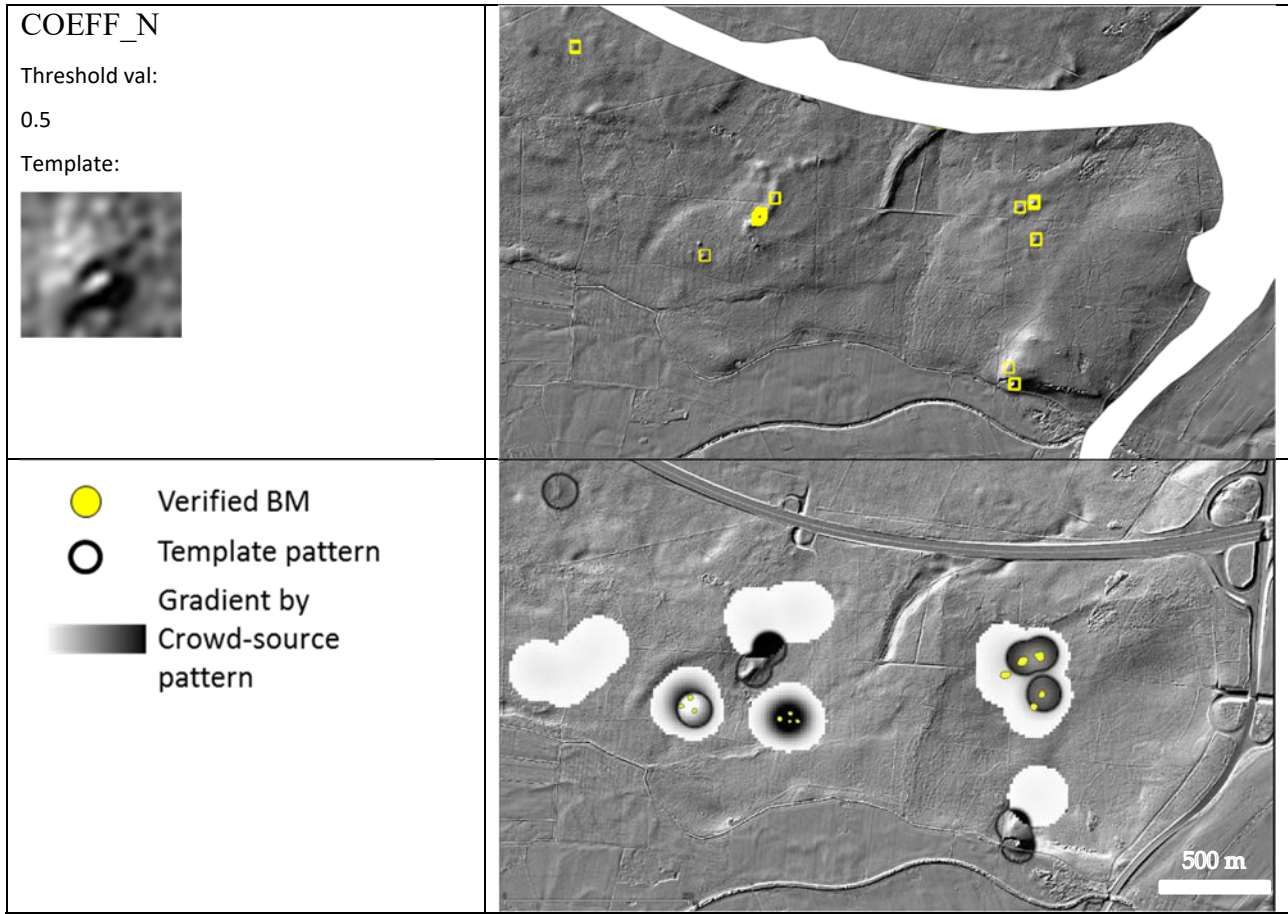 COEFF_N
Threshold val:
0.5
Template:
Verified BM
Template pattern
Gradient by
Crowd-source
pattern
500 m